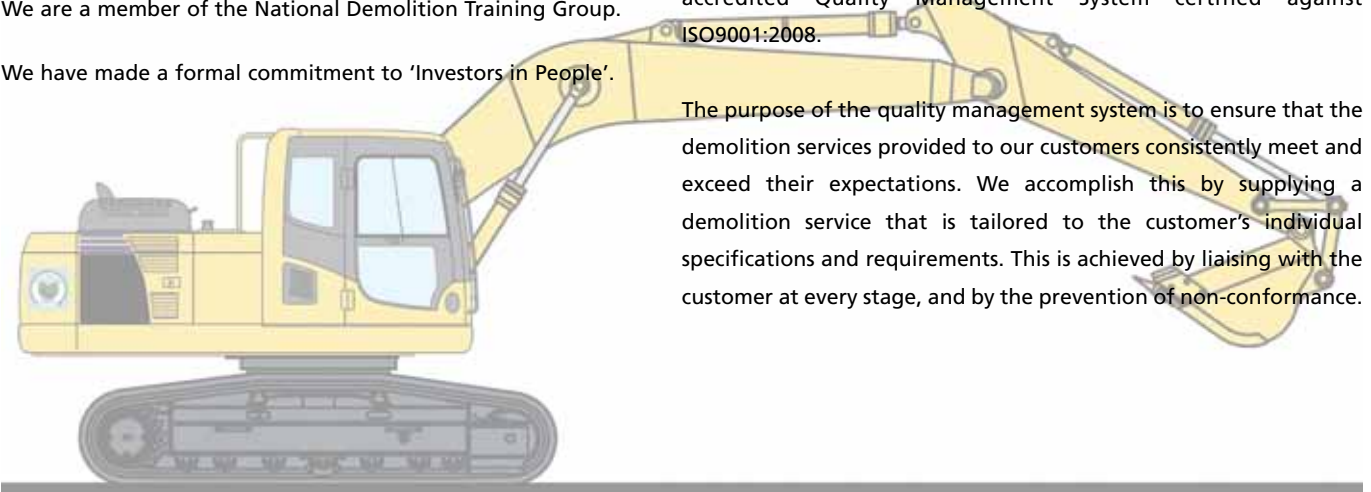 We are a member of the National Demolition Training Group.
We have made a formal commitment to ‘Investors in People’.
accredited Quality Management System certified against
ISO9001:2008.
The purpose of the quality management system is to ensure that the
demolition services provided to our customers consistently meet and
exceed their expectations. We accomplish this by supplying a
demolition service that is tailored to the customer’s individual
specifications and requirements. This is achieved by liaising with the
customer at every stage, and by the prevention of non-conformance.